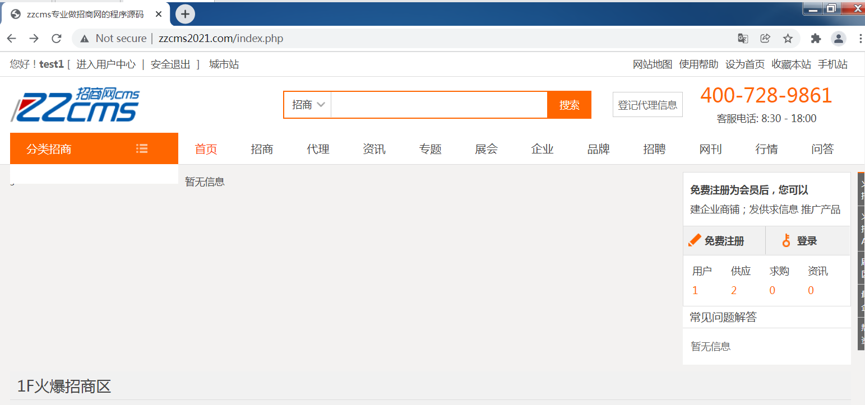 zzcms专业做招商网的程序源码
Not secure | zzcms2021.com/index.php
您好！test1 [ 进入用户中心 | 安全退出 ] 城市站
网站地图 使用帮助 设为首页 收藏本站 手机站
招商网CMS
ZZCMS
招商
搜索
登记代理信息
400-728-9861
客服电话: 8:30 - 18:00
分类招商
首页 招商 代理 资讯 专题 展会 企业 品牌 招聘 网刊 行情 问答
暂无信息
免费注册为会员后，您可以
建企业商铺；发供求信息 推广产品
免费注册 登录
用户 供应 求购 资讯
1 2 0 0
常见问题解答
暂无信息
1F火爆招商区